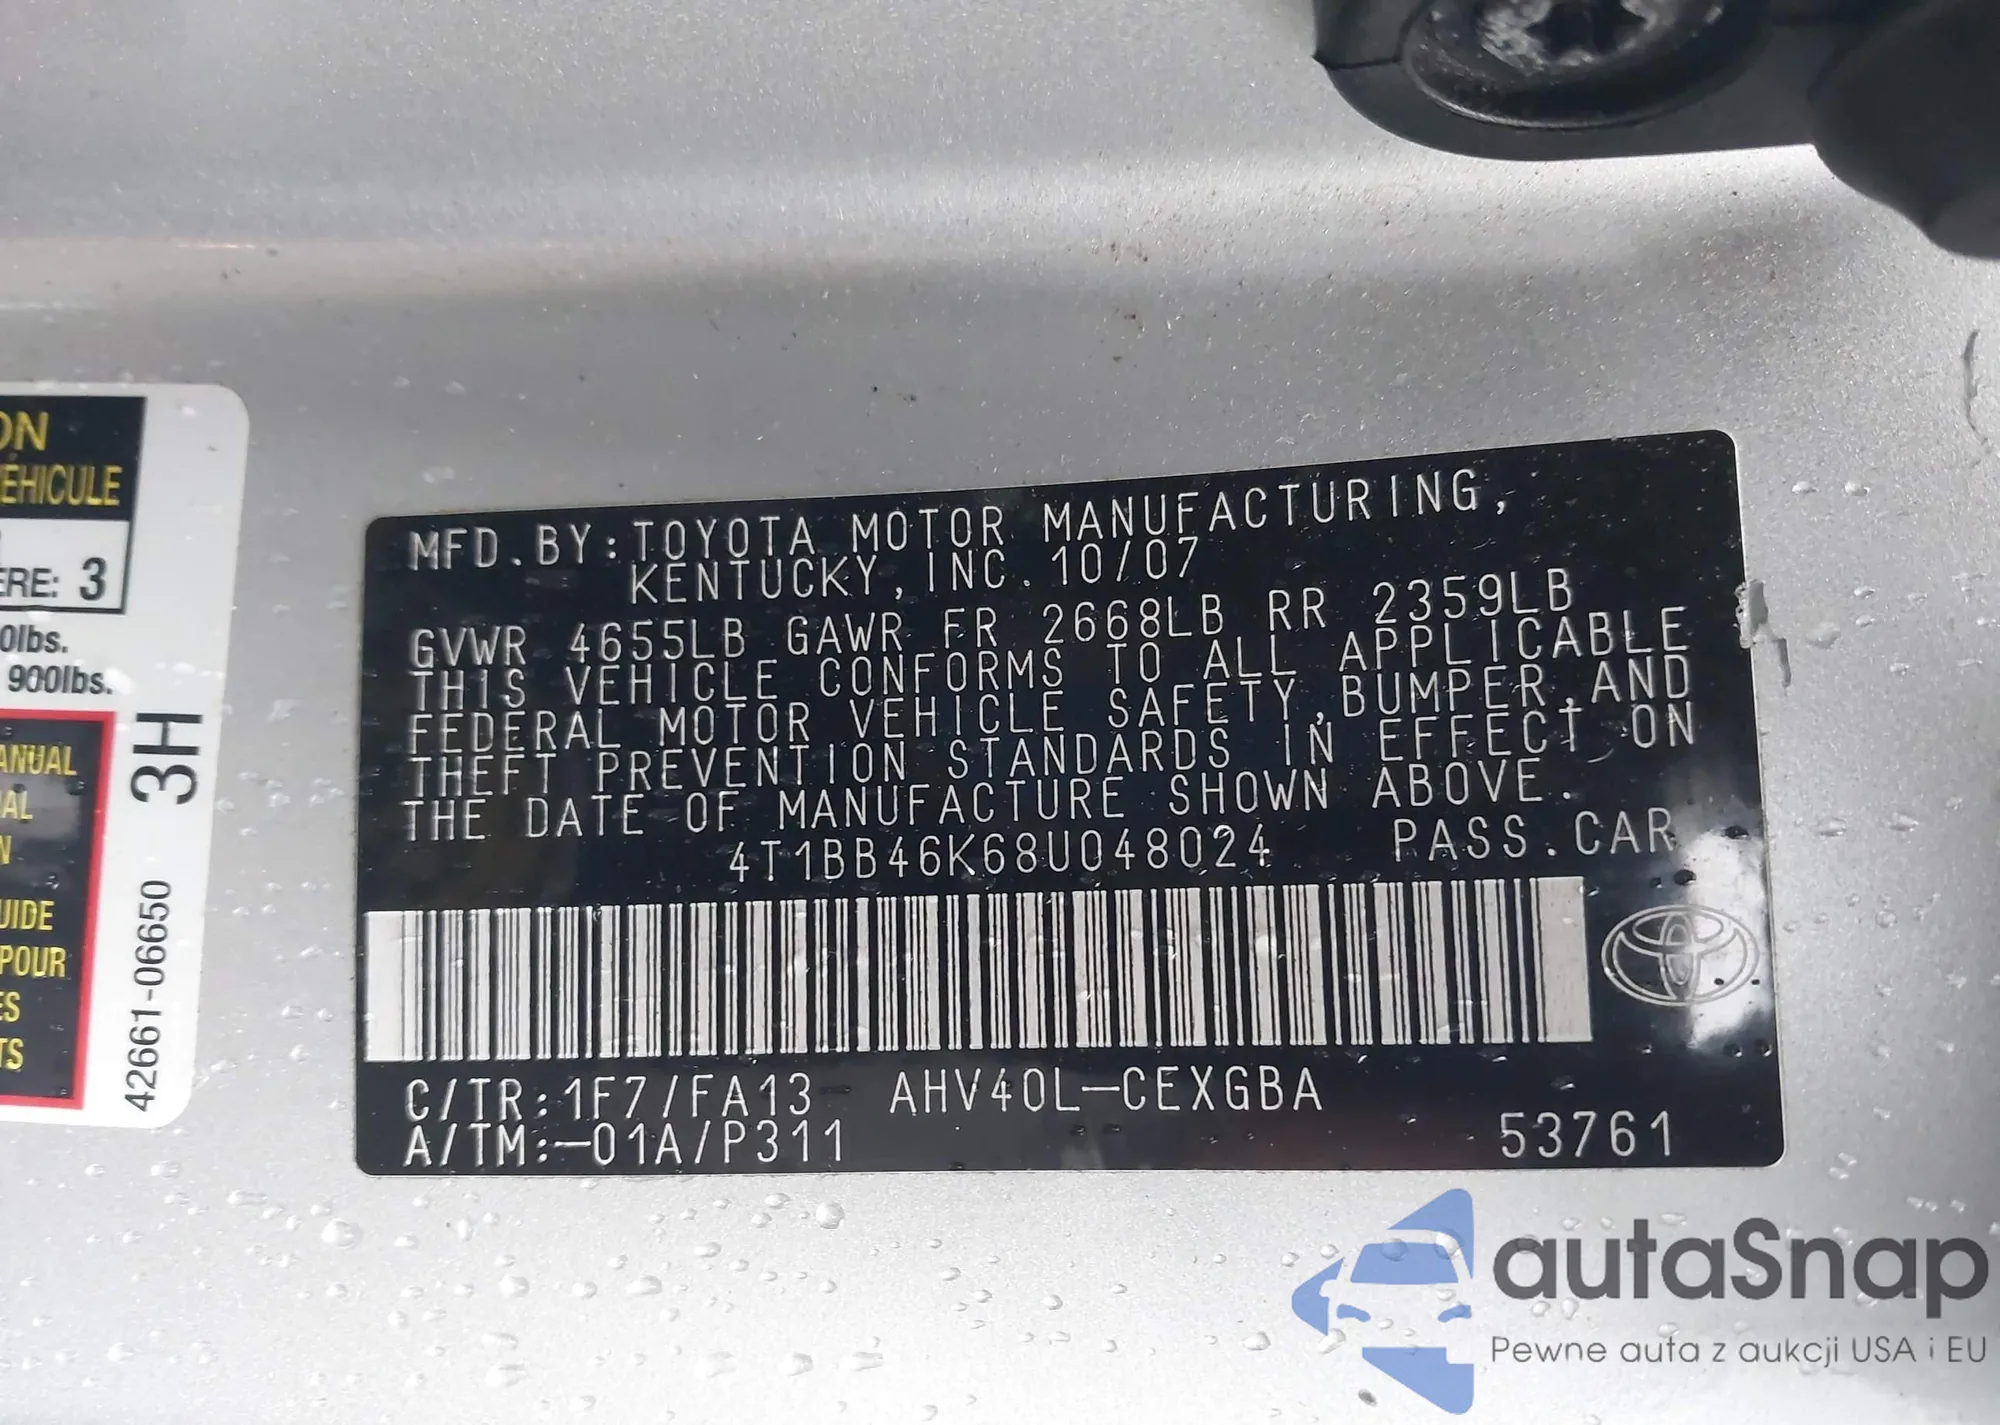 ON
ÉHICULE
ÈRE: 3
0lbs.
900lbs.
ANUAL
AL
N
UIDE
POUR
ES
TS
3H
42661-06650
MFD.BY:TOYOTA MOTOR MANUFACTURING,
KENTUCKY,INC.10/07
GVWR 4655LB GAWR FR 2668LB RR 2359LB
THIS VEHICLE CONFORMS TO ALL APPLICABLE
FEDERAL MOTOR VEHICLE SAFETY,BUMPER,AND
THEFT PREVENTION STANDARDS IN EFFECT ON
THE DATE OF MANUFACTURE SHOWN ABOVE.
4T1BB46K68U048024 PASS.CAR
C/TR:1F7/FA13 AHV40L-CEXGBA
A/TM:-01A/P311 53761
autaSnap
Pewne auta z aukcji USA i EU